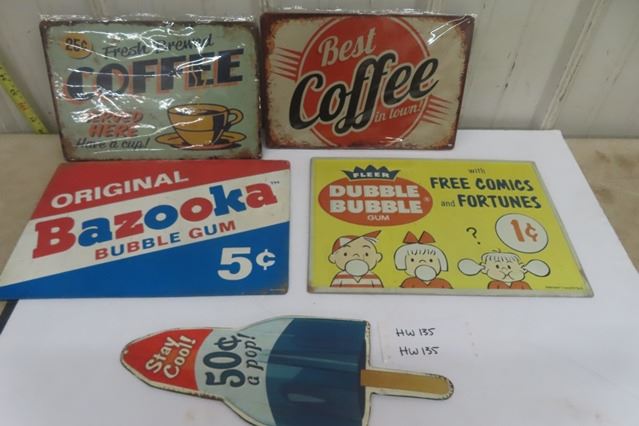 25¢ Fresh Brewed
COFFEE
SERVED
HERE
Have a cup!
Best
Coffee
in town!
ORIGINAL
Bazooka™
BUBBLE GUM
5¢
FLEER
DUBBLE
BUBBLE®
GUM
with
FREE COMICS
and FORTUNES
1¢
?
Stay
Cool!
50¢
a pop!
HW 135
HW 135